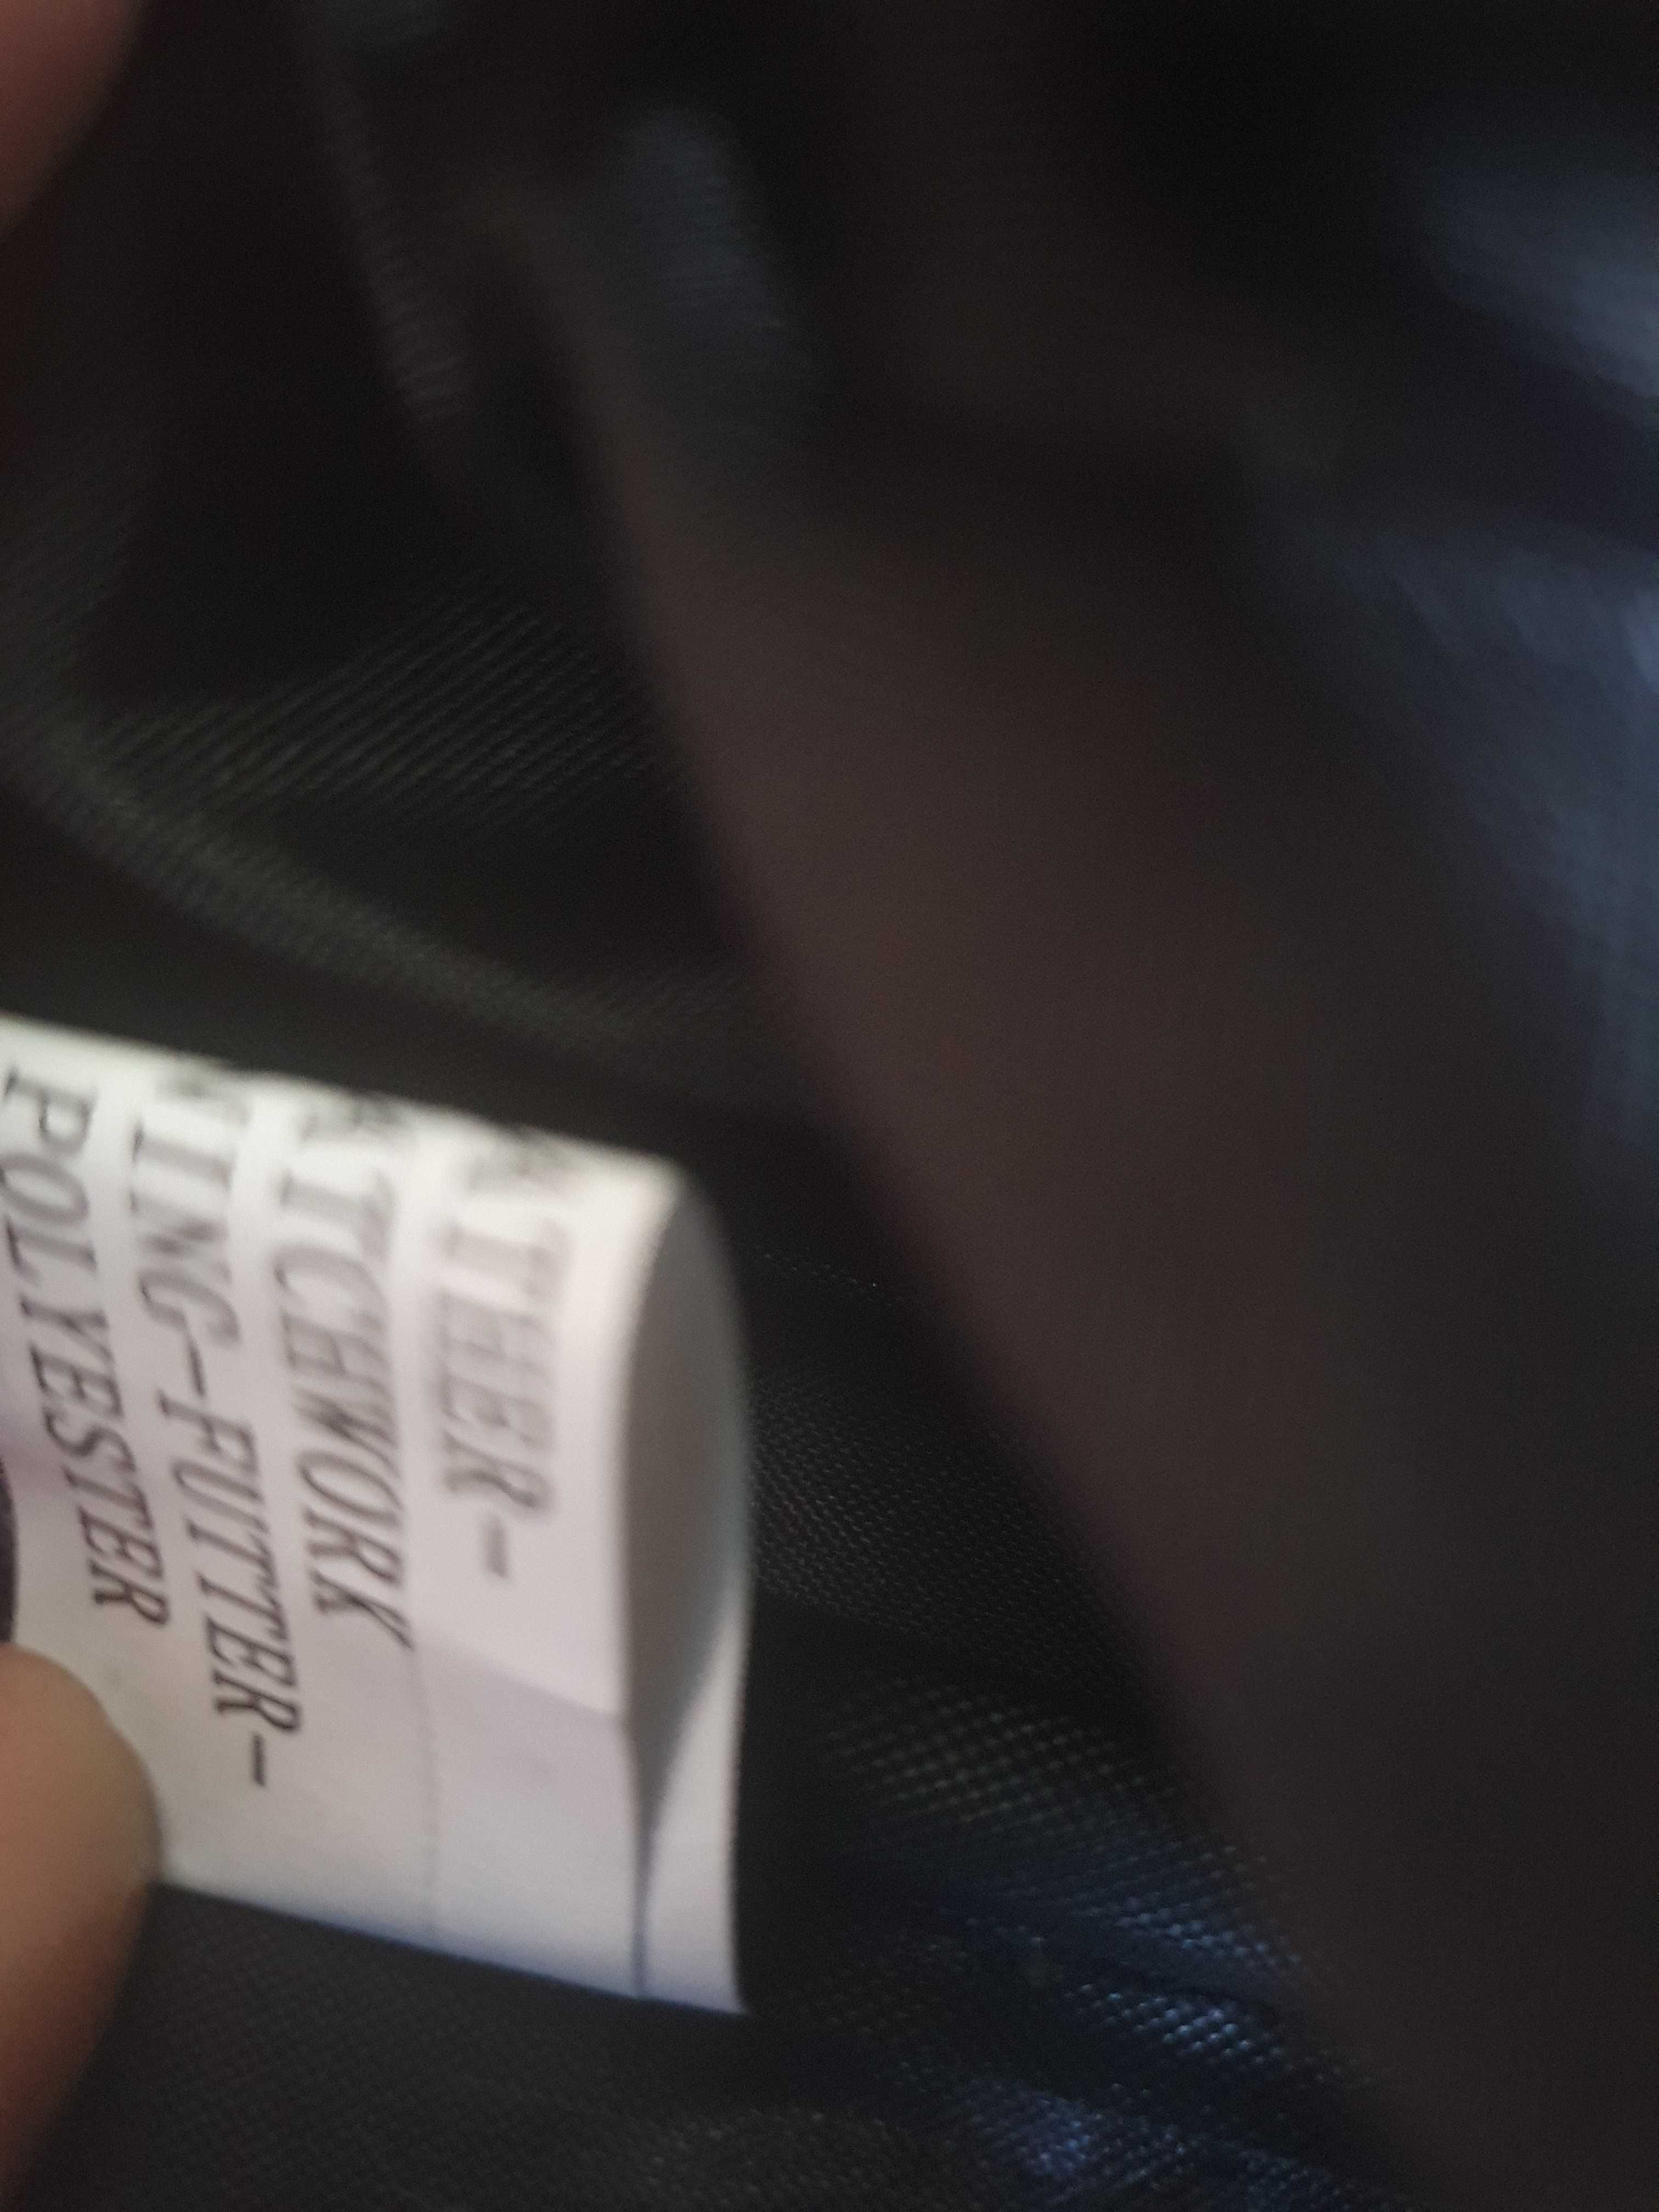 THER-
TCHWORK
ING-FUTTER-
POLYESTER